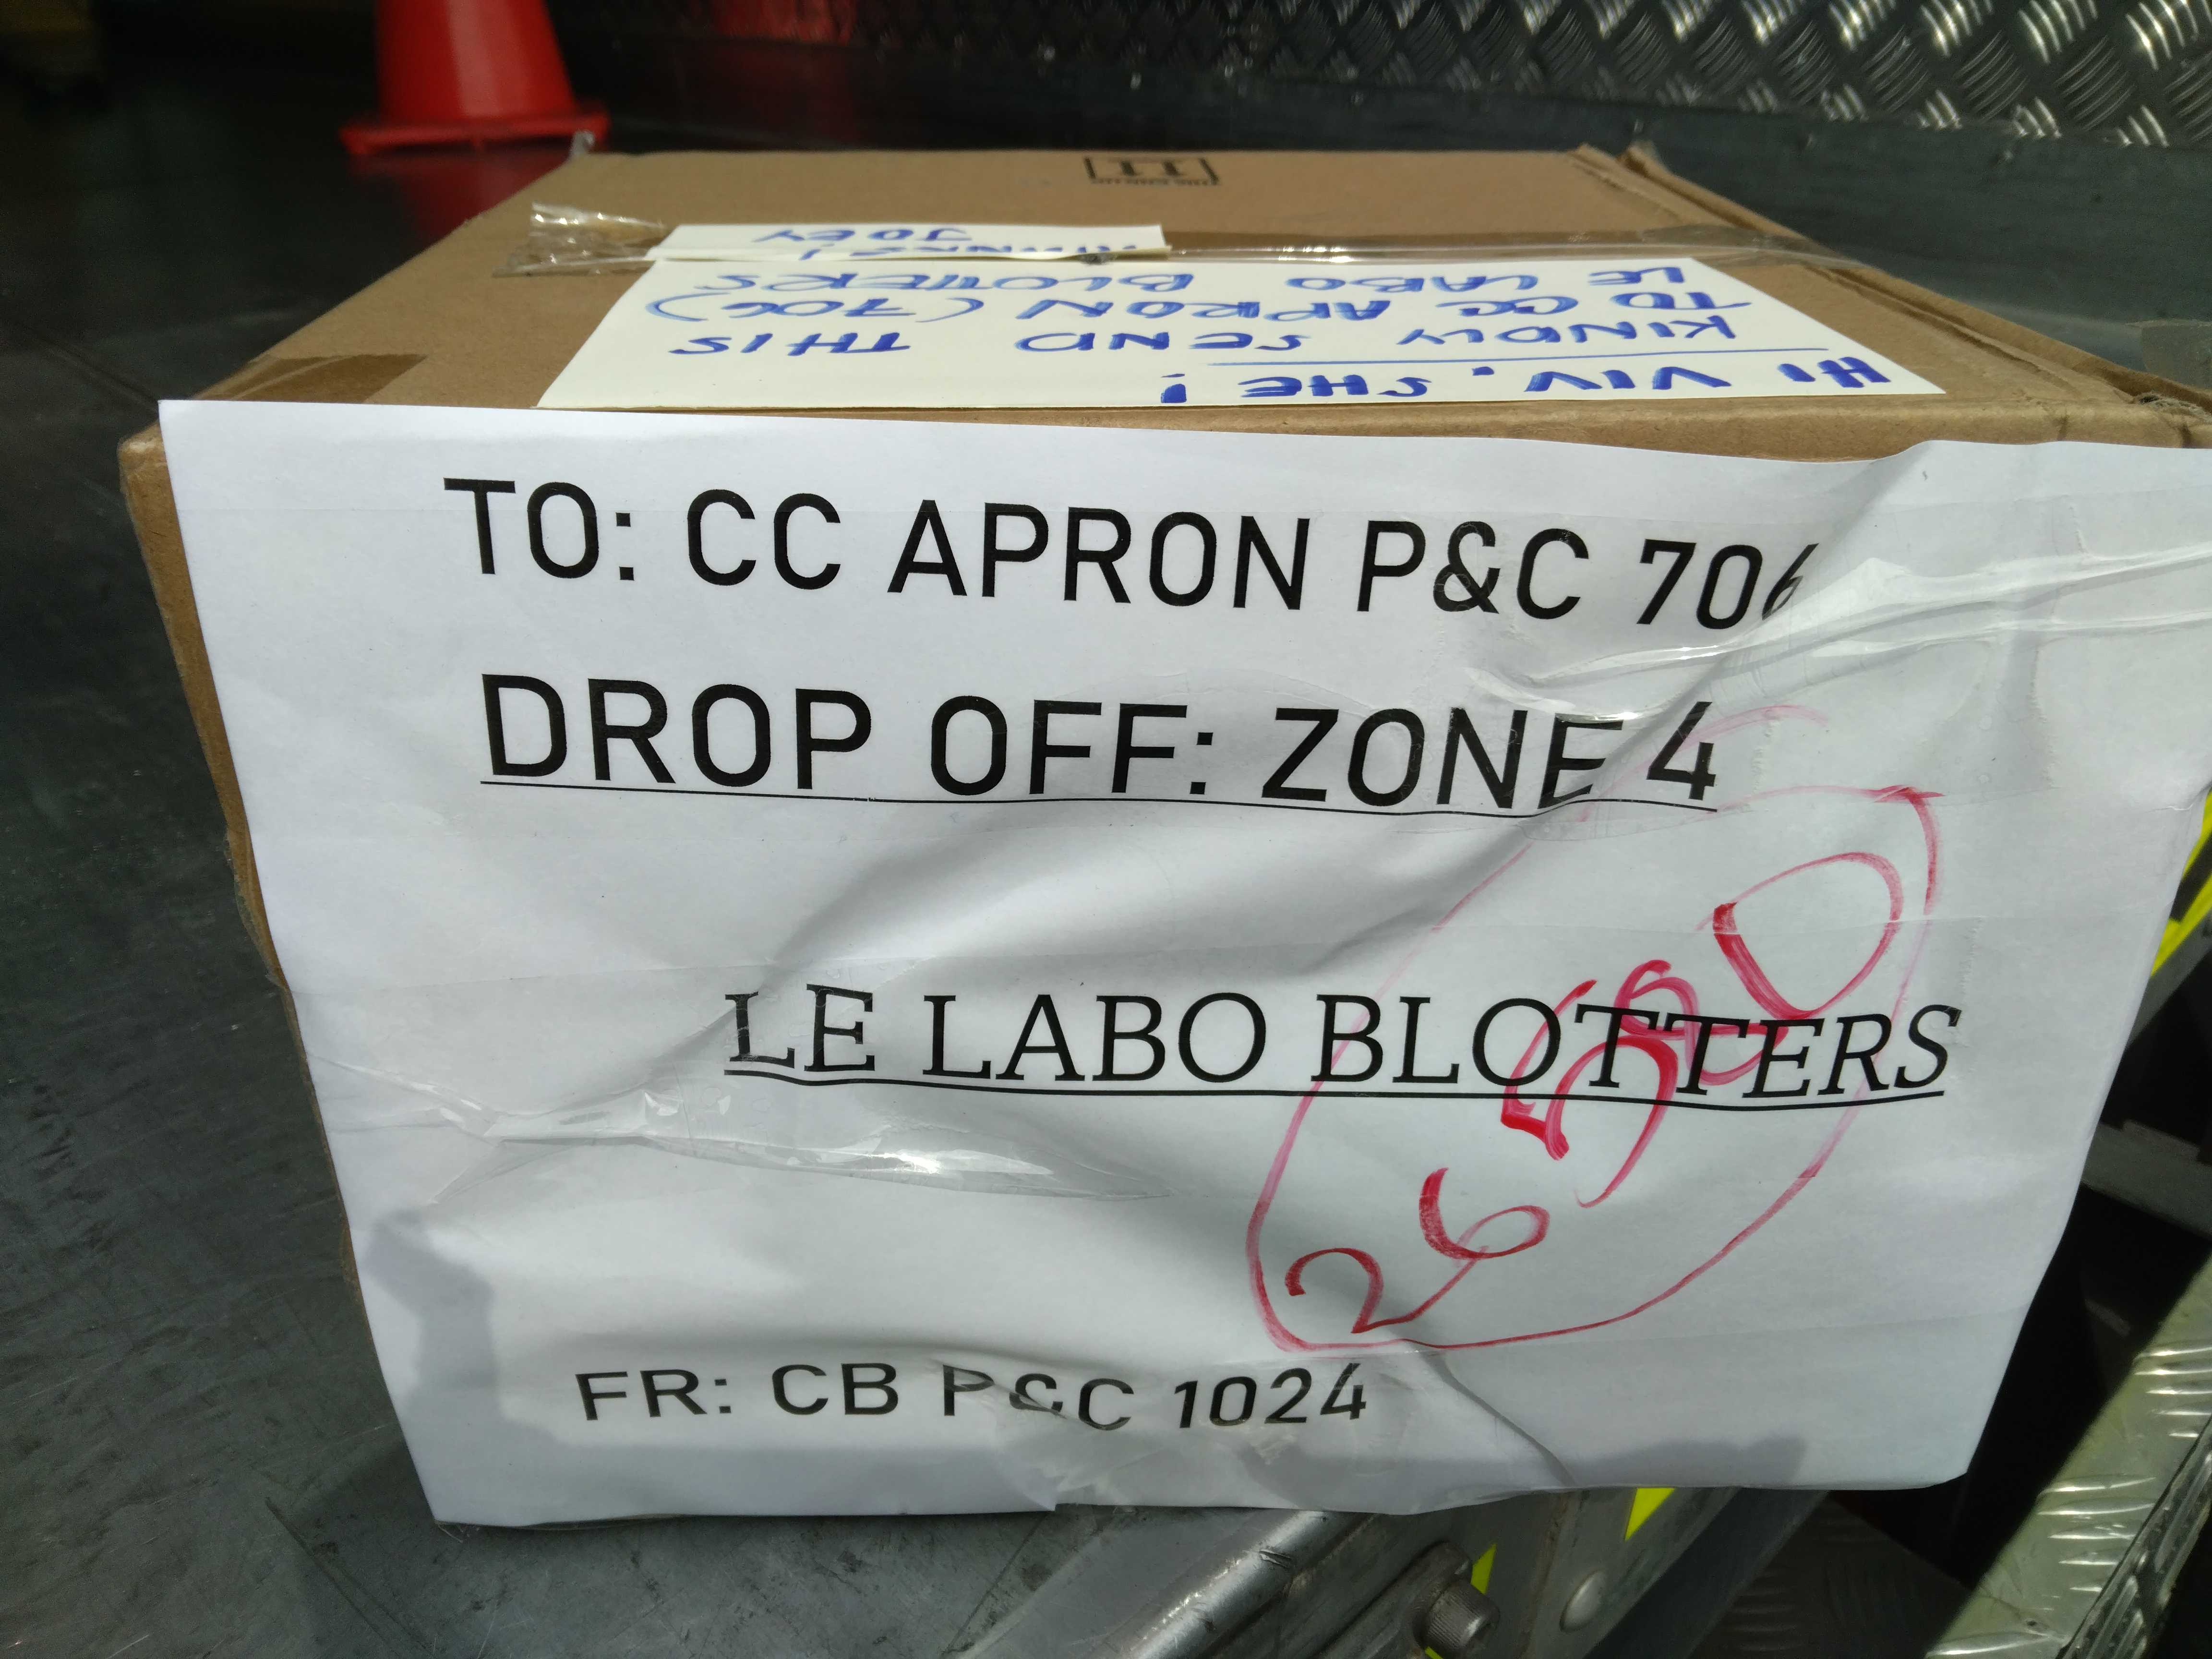 HI VIV, SHE!
KINDLY SEND THIS
TO CC APRON (706)
LE LABO BLOTTERS
THANKS!
JOEY
TO: CC APRON P&C 706
DROP OFF: ZONE 4
LE LABO BLOTTERS
FR: CB P&C 1024